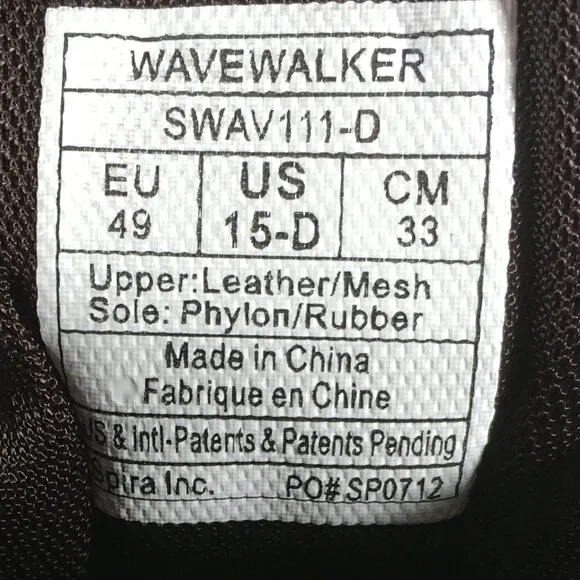 WAVEWALKER
SWAV111-D
EU US CM
49 15-D 33
Upper:Leather/Mesh
Sole: Phylon/Rubber
Made in China
Fabrique en Chine
US & Intl-Patents & Patents Pending
Spira Inc. PO# SP0712